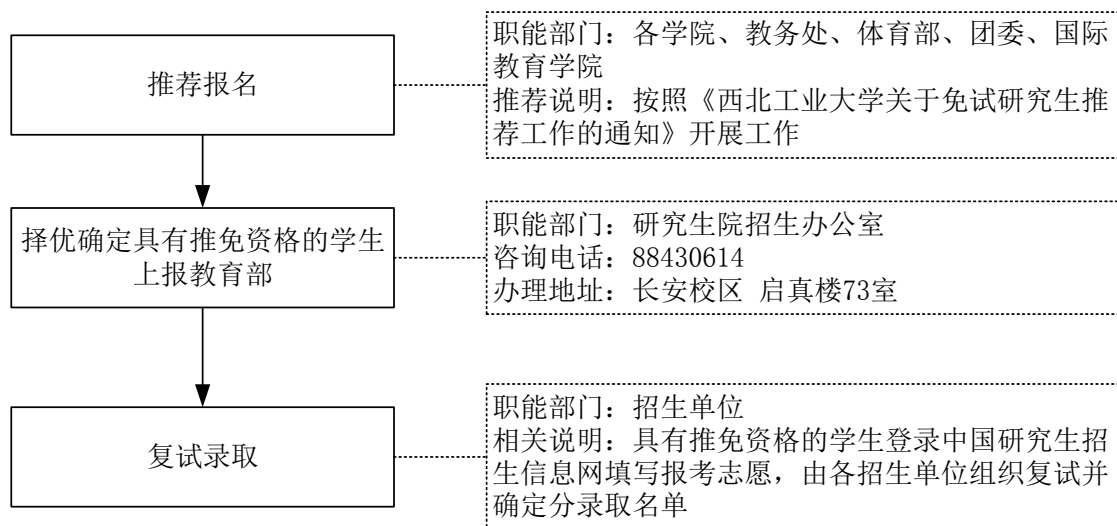 推荐报名
职能部门：各学院、教务处、体育部、团委、国际
教育学院
推荐说明：按照《西北工业大学关于免试研究生推
荐工作的通知》开展工作
择优确定具有推免资格的学生
上报教育部
职能部门：研究生院招生办公室
咨询电话：88430614
办理地址：长安校区 启真楼73室
复试录取
职能部门：招生单位
相关说明：具有推免资格的学生登录中国研究生招
生信息网填写报考志愿，由各招生单位组织复试并
确定分录取名单